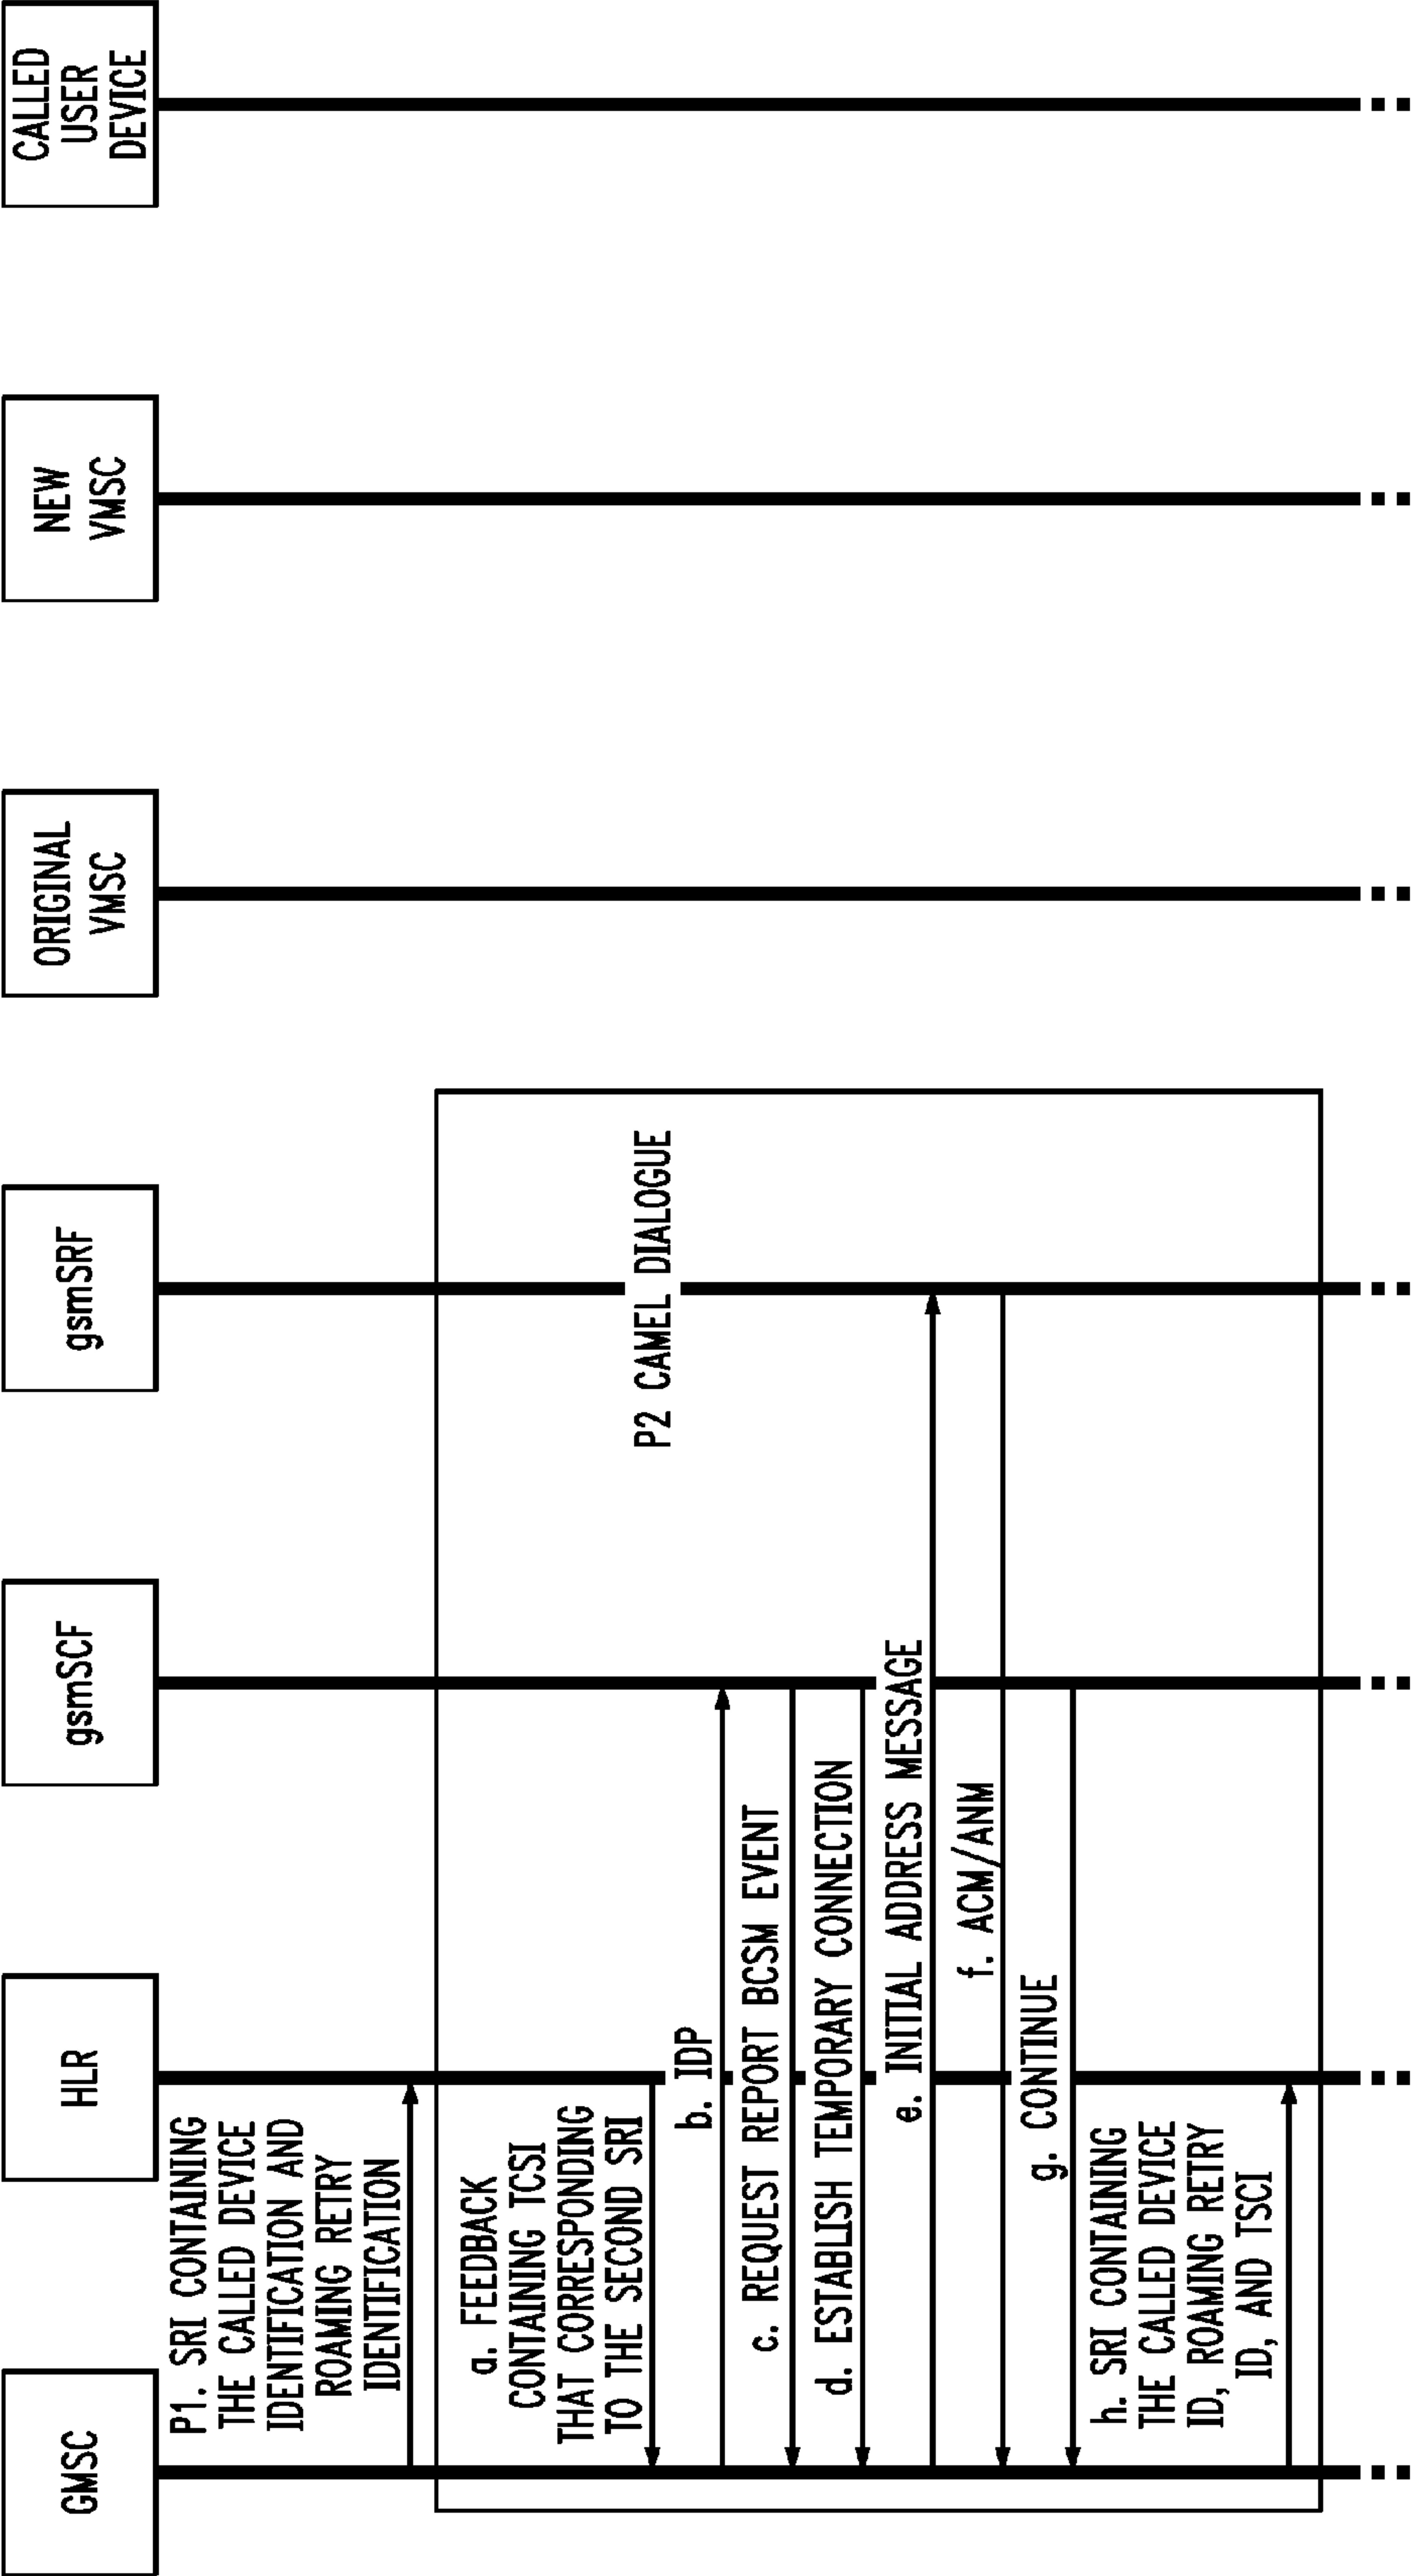 GMSC
HLR
gsmSCF
gsmSRF
ORIGINAL
VMSC
NEW
VMSC
CALLED
USER
DEVICE
P1. SRI CONTAINING
THE CALLED DEVICE
IDENTIFICATION AND
ROAMING RETRY
IDENTIFICATION
a. FEEDBACK
CONTAINING TCSI
THAT CORRESPONDING
TO THE SECOND SRI
P2 CAMEL DIALOGUE
b. IDP
c. REQUEST REPORT BCSM EVENT
d. ESTABLISH TEMPORARY CONNECTION
e. INITIAL ADDRESS MESSAGE
f. ACM/ANM
g. CONTINUE
h. SRI CONTAINING
THE CALLED DEVICE
ID, ROAMING RETRY
ID, AND TSCI